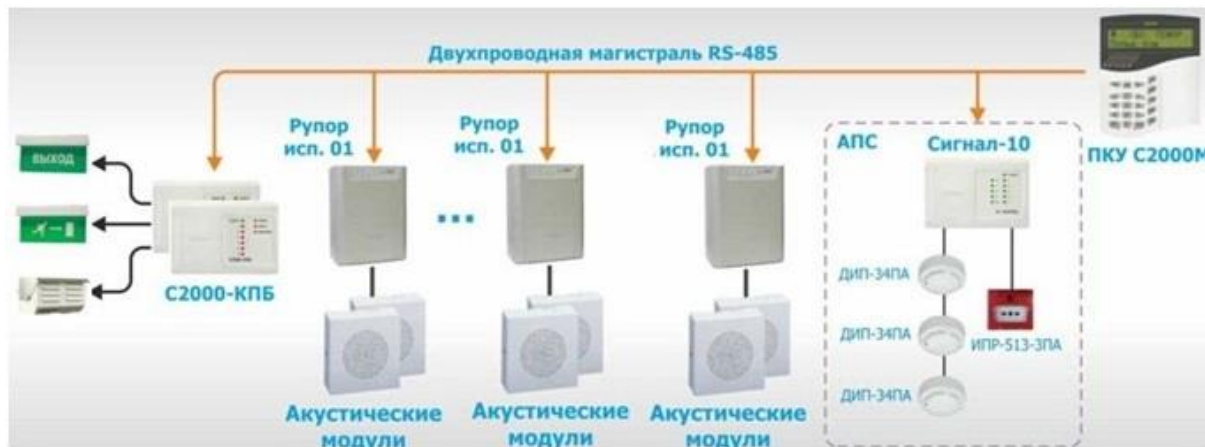 Двухпроводная магистраль RS-485
ВЫХОД
С2000-КПБ
Рупор
исп. 01
Рупор
исп. 01
Рупор
исп. 01
...
Акустические
модули
Акустические
модули
Акустические
модули
АПС
Сигнал-10
ДИП-34ПА
ДИП-34ПА
ДИП-34ПА
ИПР-513-3ПА
ПКУ С2000М